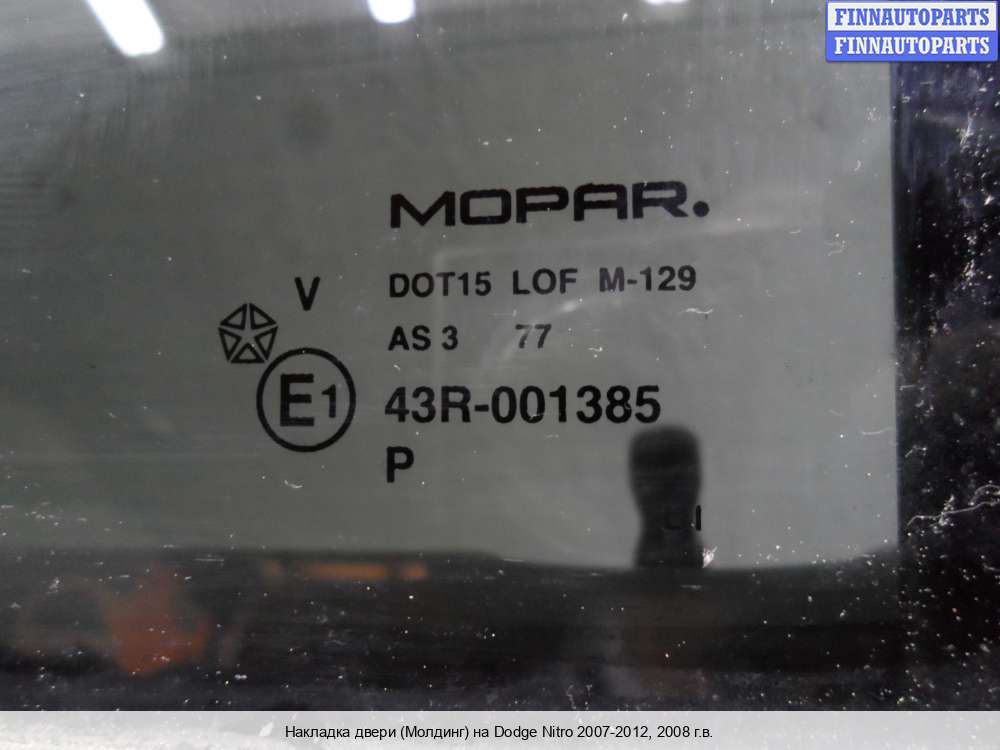 FINNAUTOPARTS
FINNAUTOPARTS
MOPAR.
V DOT15 LOF M-129
AS 3 77
E1 43R-001385
P
Накладка двери (Молдинг) на Dodge Nitro 2007-2012, 2008 г.в.